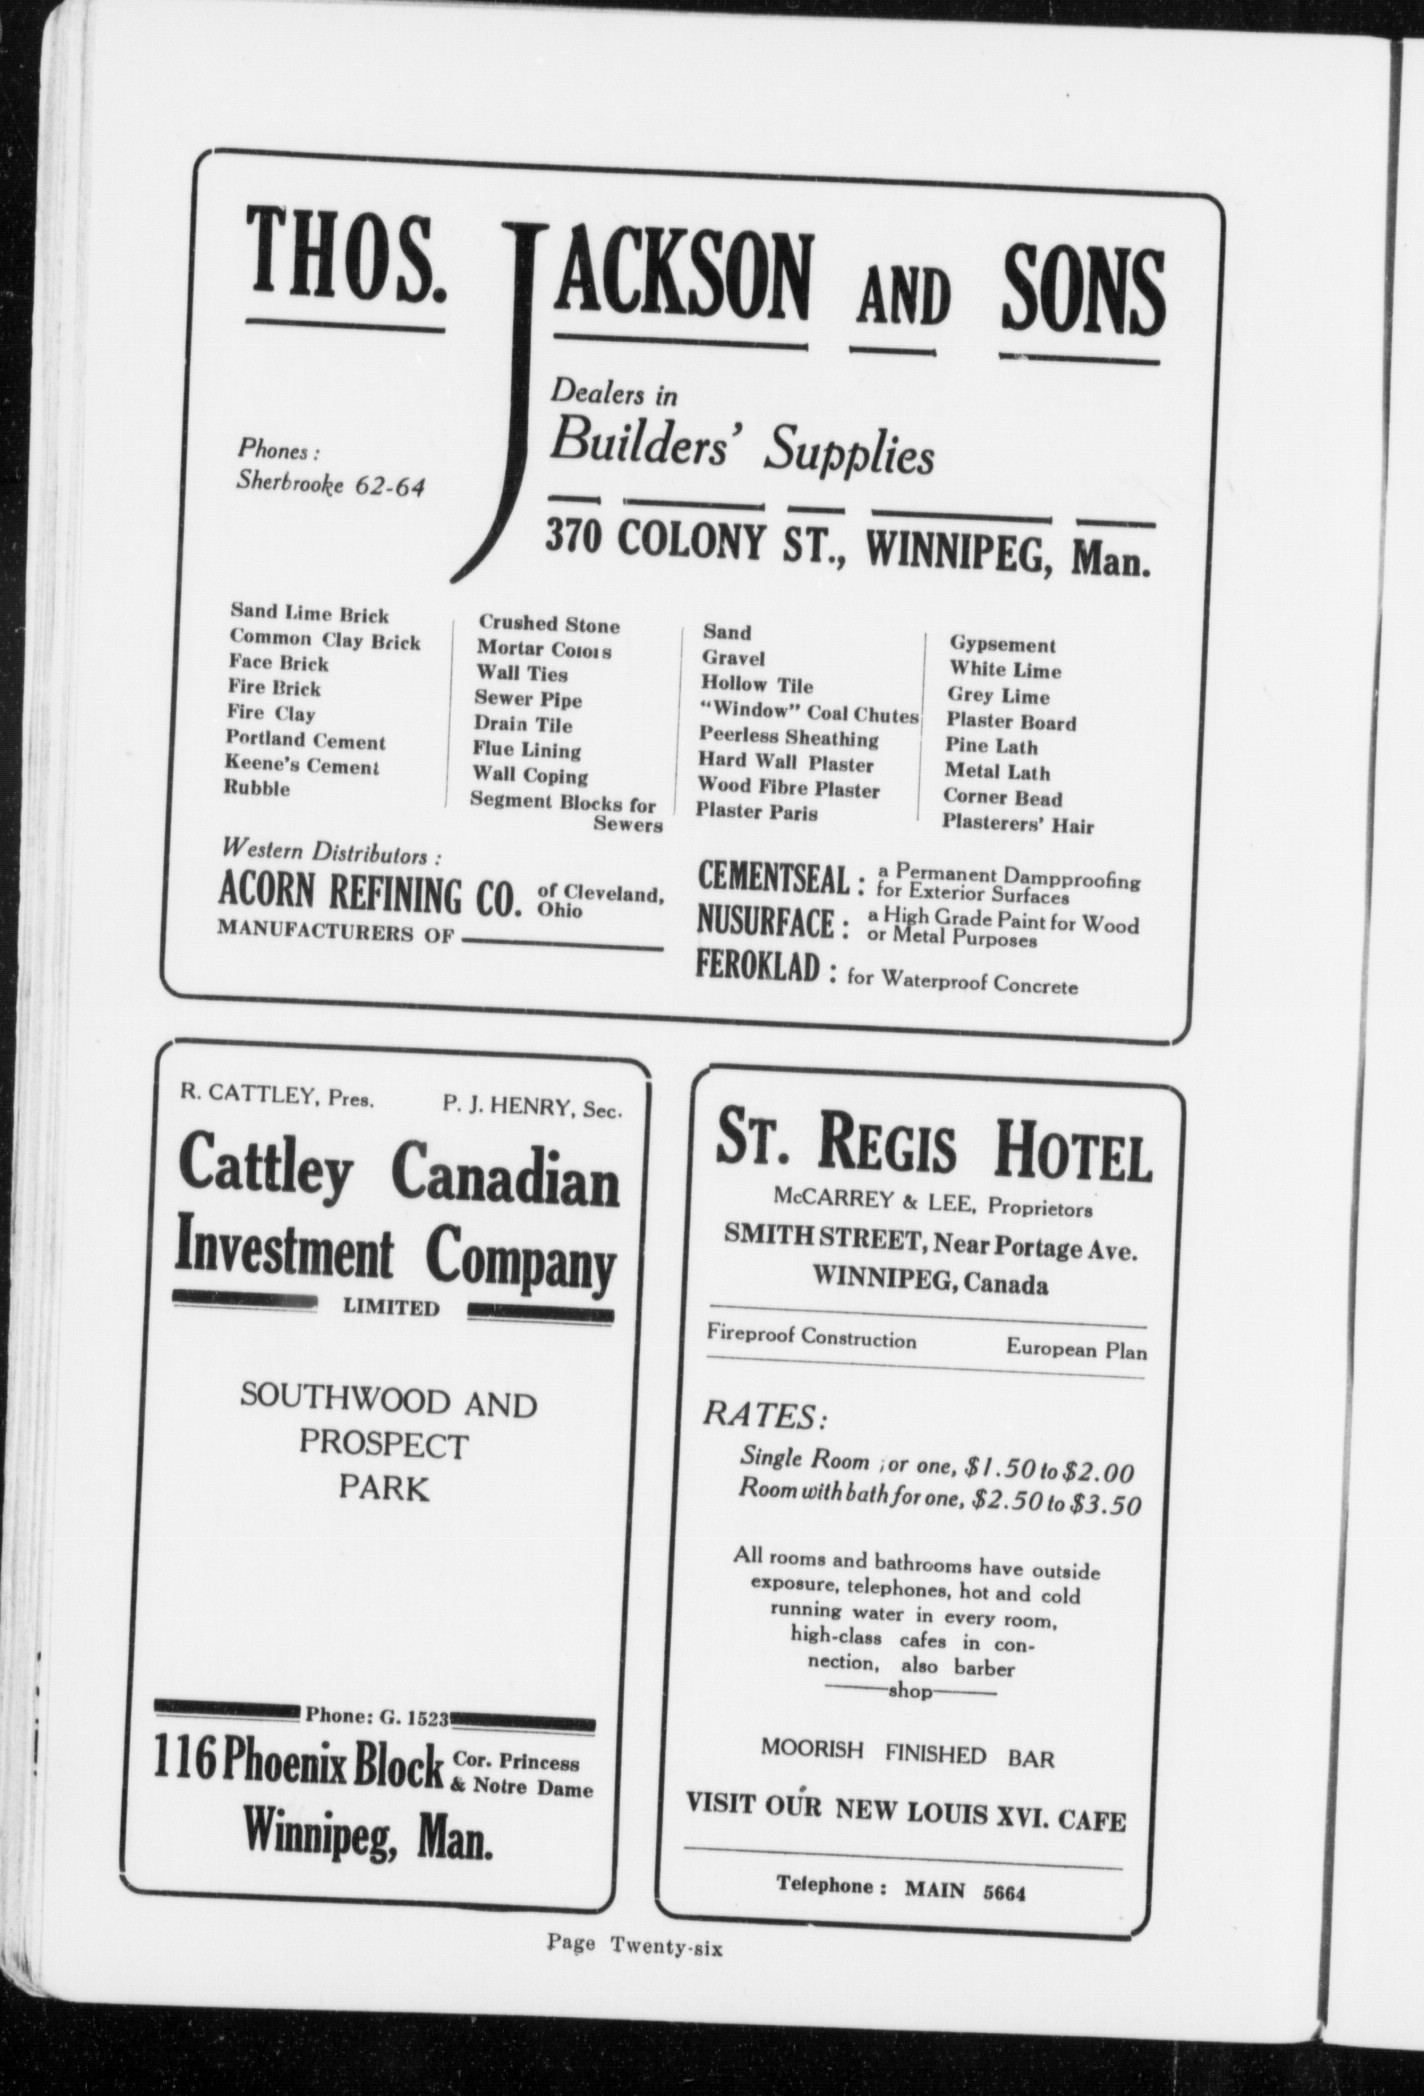 THOS. JACKSON AND SONS
Phones :
Sherbrooke 62-64
Dealers in
Builders' Supplies
370 COLONY ST., WINNIPEG, Man.
Sand Lime Brick
Common Clay Brick
Face Brick
Fire Brick
Fire Clay
Portland Cement
Keene's Cement
Rubble
Crushed Stone
Mortar Colors
Wall Ties
Sewer Pipe
Drain Tile
Flue Lining
Wall Coping
Segment Blocks for
Sewers
Sand
Gravel
Hollow Tile
"Window" Coal Chutes
Peerless Sheathing
Hard Wall Plaster
Wood Fibre Plaster
Plaster Paris
Gypsement
White Lime
Grey Lime
Plaster Board
Pine Lath
Metal Lath
Corner Bead
Plasterers' Hair
Western Distributors :
ACORN REFINING CO. of Cleveland,
Ohio
MANUFACTURERS OF
CEMENTSEAL : a Permanent Dampproofing
for Exterior Surfaces
NUSURFACE : a High Grade Paint for Wood
or Metal Purposes
FEROKLAD : for Waterproof Concrete
R. CATTLEY, Pres. P. J. HENRY, Sec.
Cattley Canadian
Investment Company
LIMITED
SOUTHWOOD AND
PROSPECT
PARK
Phone: G. 1523
116 Phoenix Block Cor. Princess
& Notre Dame
Winnipeg, Man.
ST. REGIS HOTEL
McCARREY & LEE, Proprietors
SMITH STREET, Near Portage Ave.
WINNIPEG, Canada
Fireproof Construction European Plan
RATES:
Single Room for one, $1.50 to $2.00
Room with bath for one, $2.50 to $3.50
All rooms and bathrooms have outside
exposure, telephones, hot and cold
running water in every room,
high-class cafes in con-
nection, also barber
shop
MOORISH FINISHED BAR
VISIT OUR NEW LOUIS XVI. CAFE
Telephone : MAIN 5664
Page Twenty-six